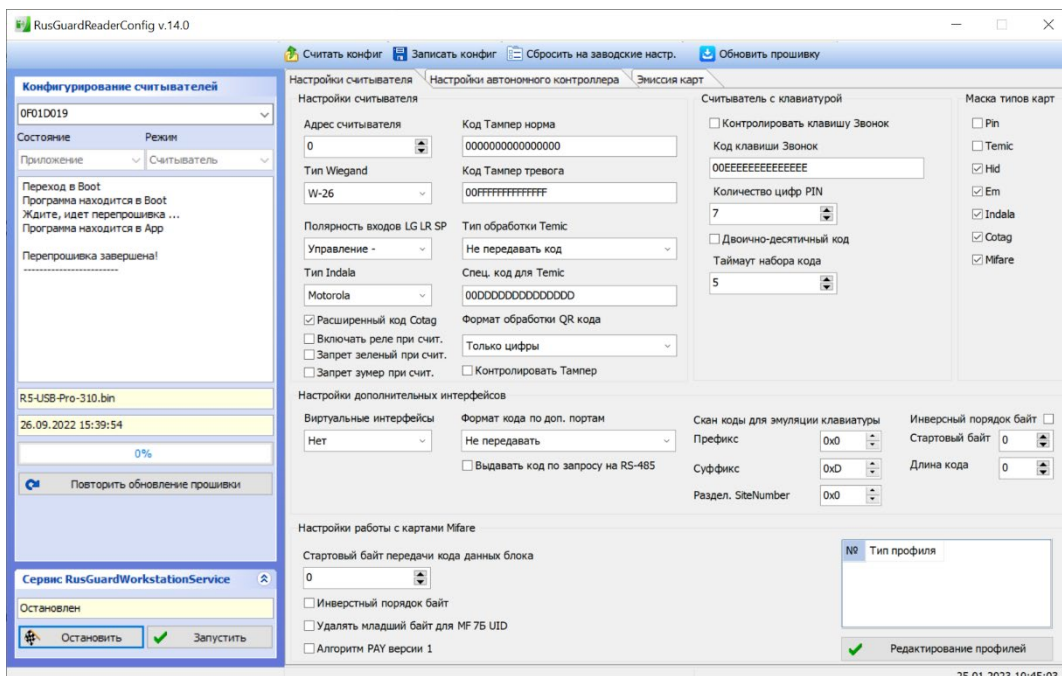 RusGuardReaderConfig v.14.0
Считать конфиг Записать конфиг Сбросить на заводские настр. Обновить прошивку
Конфигурирование считывателей
0F01D019
Состояние Режим
Приложение Считыватель
Переход в Boot
Программа находится в Boot
Ждите, идет перепрошивка ...
Программа находится в App
Перепрошивка завершена!
------------------------
R5-USB-Pro-310.bin
26.09.2022 15:39:54
0%
Повторить обновление прошивки
Сервис RusGuardWorkstationService
Остановлен
Остановить Запустить
Настройки считывателя Настройки автономного контроллера Эмиссия карт
Настройки считывателя
Адрес считывателя
0
Тип Wiegand
W-26
Полярность входов LG LR SP
Управление -
Тип Indala
Motorola
Расширенный код Cotag
Включать реле при счит.
Запрет зеленый при счит.
Запрет зумер при счит.
Код Тампер норма
0000000000000000
Код Тампер тревога
00FFFFFFFFFFFFFF
Тип обработки Temic
Не передавать код
Спец. код для Temic
00DDDDDDDDDDDDDD
Формат обработки QR кода
Только цифры
Контролировать Тампер
Считыватель с клавиатурой
Контролировать клавишу Звонок
Код клавиши Звонок
00EEEEEEEEEEEEEE
Количество цифр PIN
7
Двоично-десятичный код
Таймаут набора кода
5
Маска типов карт
Pin
Temic
Hid
Em
Indala
Cotag
Mifare
Настройки дополнительных интерфейсов
Виртуальные интерфейсы
Нет
Формат кода по доп. портам
Не передавать
Выдавать код по запросу на RS-485
Скан коды для эмуляции клавиатуры
Префикс 0x0
Суффикс 0xD
Раздел. SiteNumber 0x0
Инверсный порядок байт
Стартовый байт 0
Длина кода 0
Настройки работы с картами Mifare
Стартовый байт передачи кода данных блока
0
Инверстный порядок байт
Удалять младший байт для MF 7Б UID
Алгоритм PAY версии 1
№ Тип профиля
Редактирование профилей
25.01.2023 19:45:03